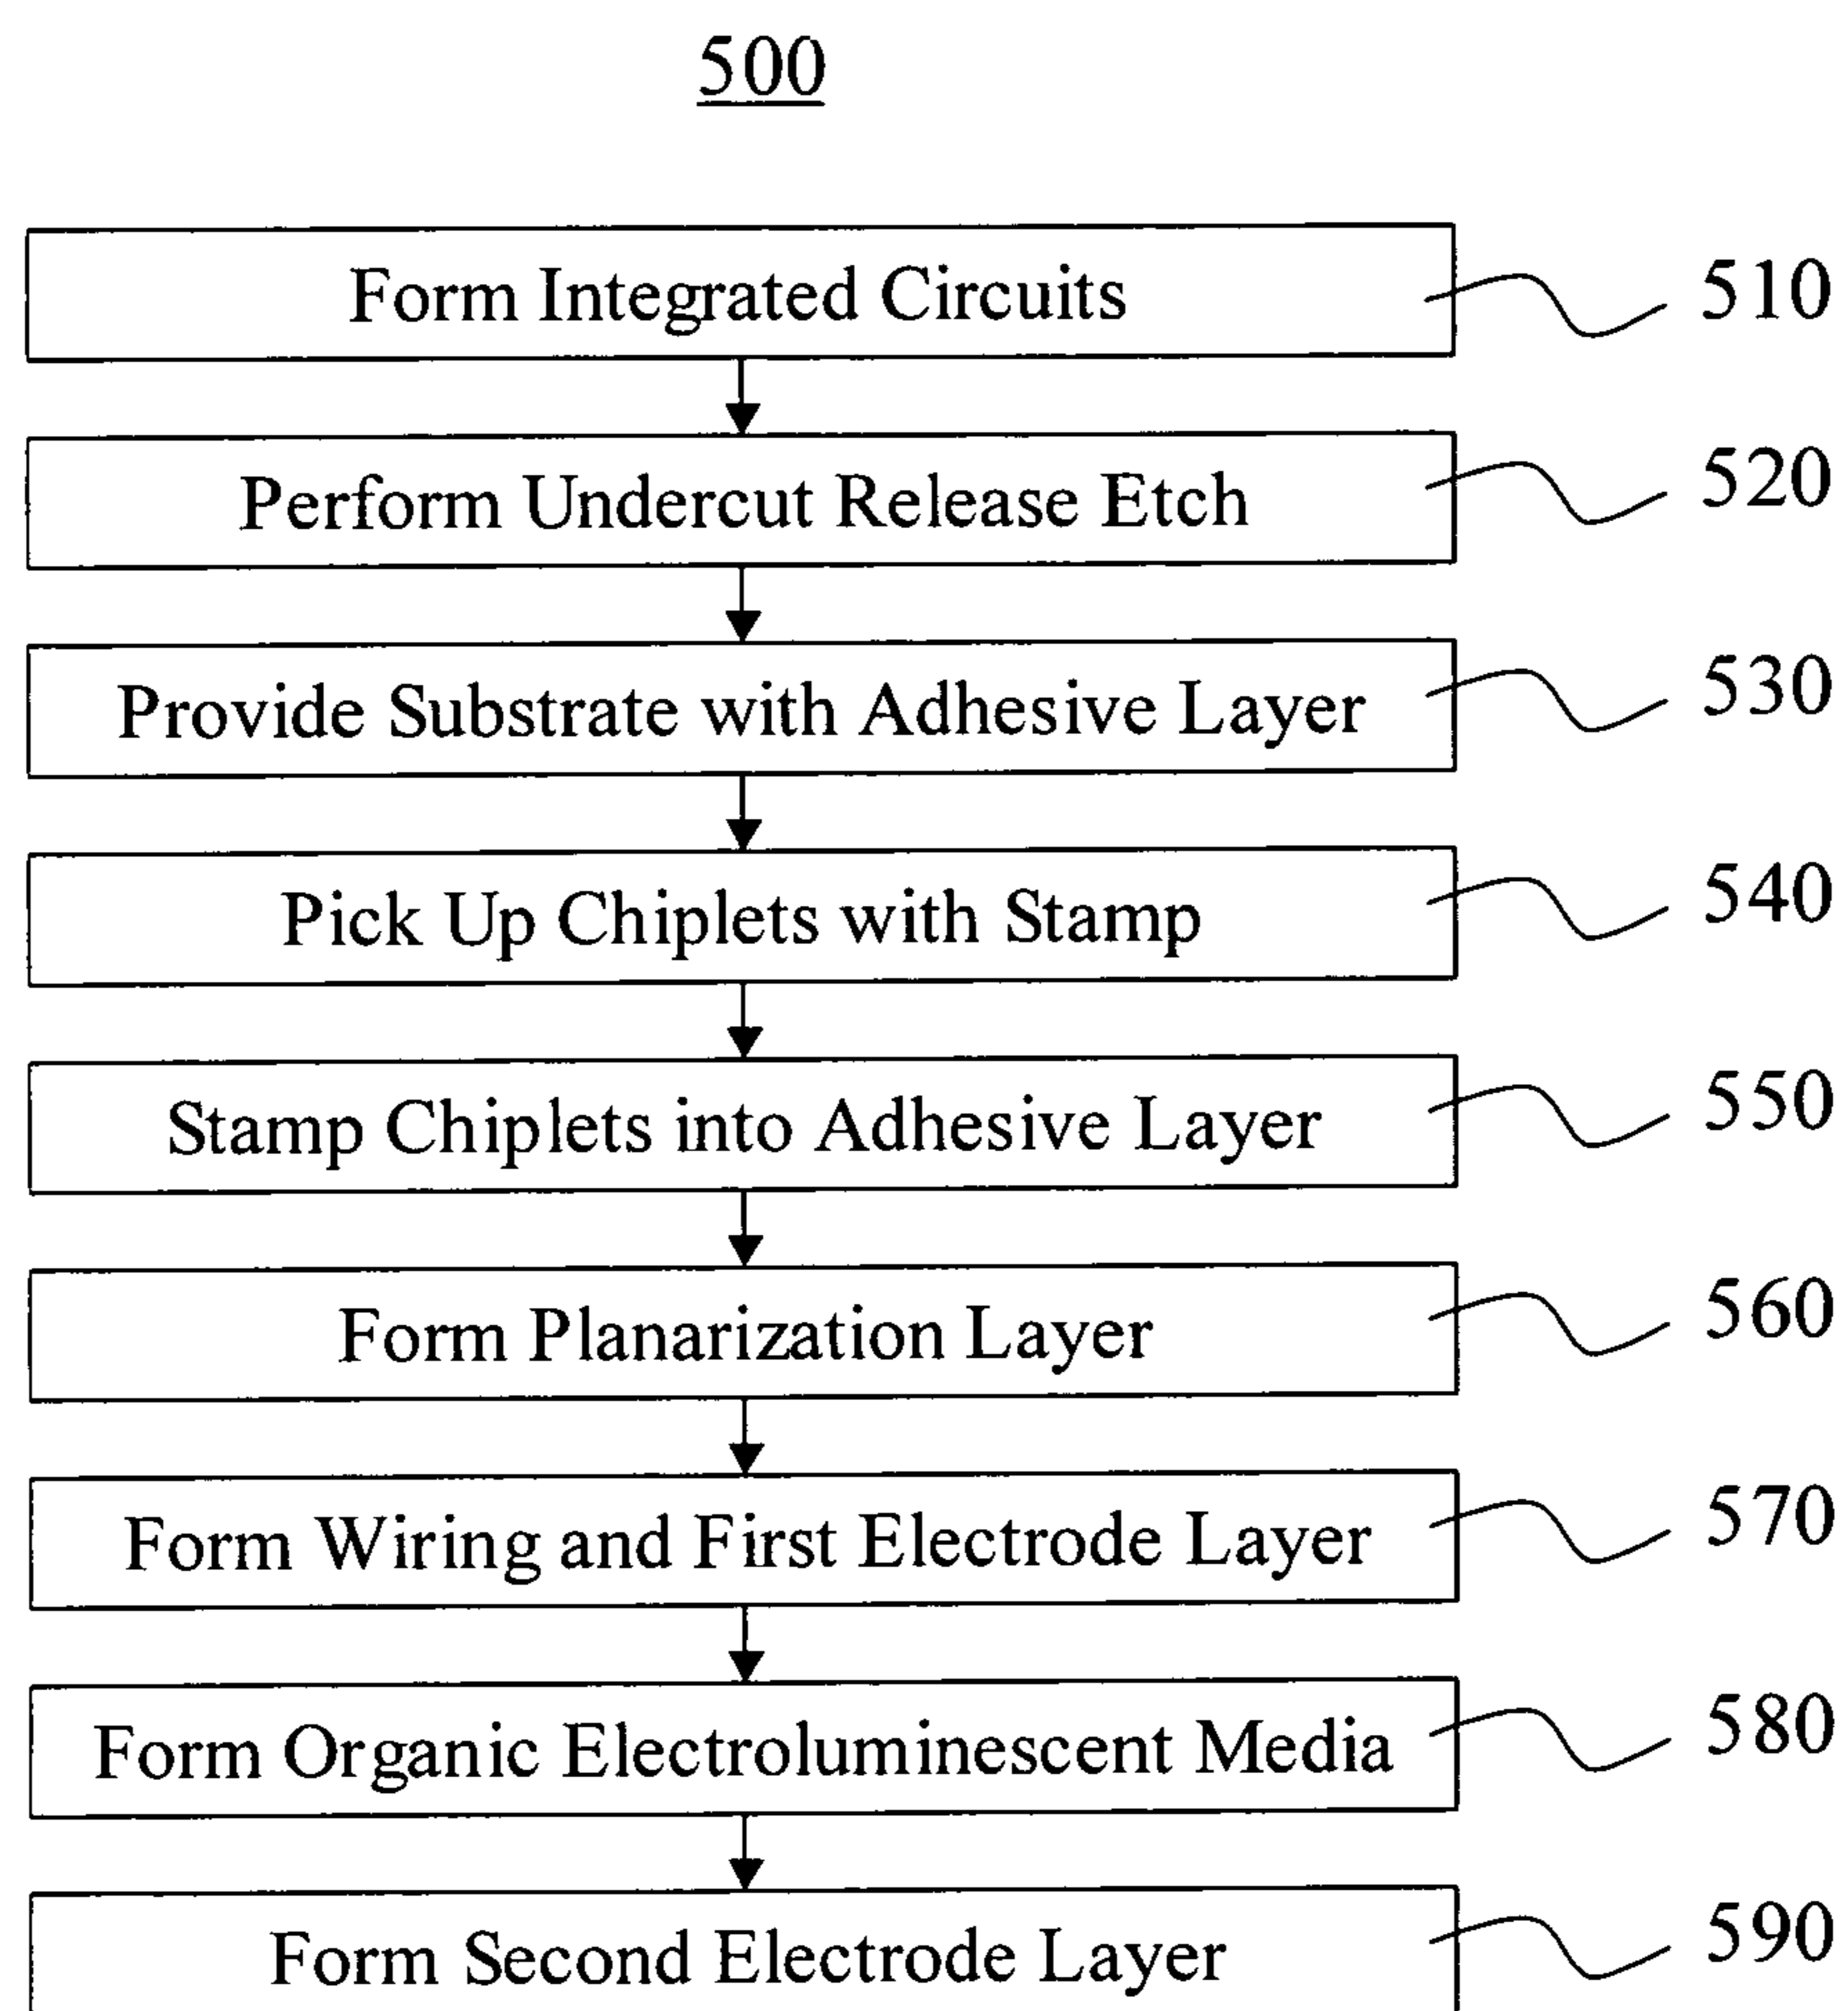 500
Form Integrated Circuits 510
Perform Undercut Release Etch 520
Provide Substrate with Adhesive Layer 530
Pick Up Chiplets with Stamp 540
Stamp Chiplets into Adhesive Layer 550
Form Planarization Layer 560
Form Wiring and First Electrode Layer 570
Form Organic Electroluminescent Media 580
Form Second Electrode Layer 590